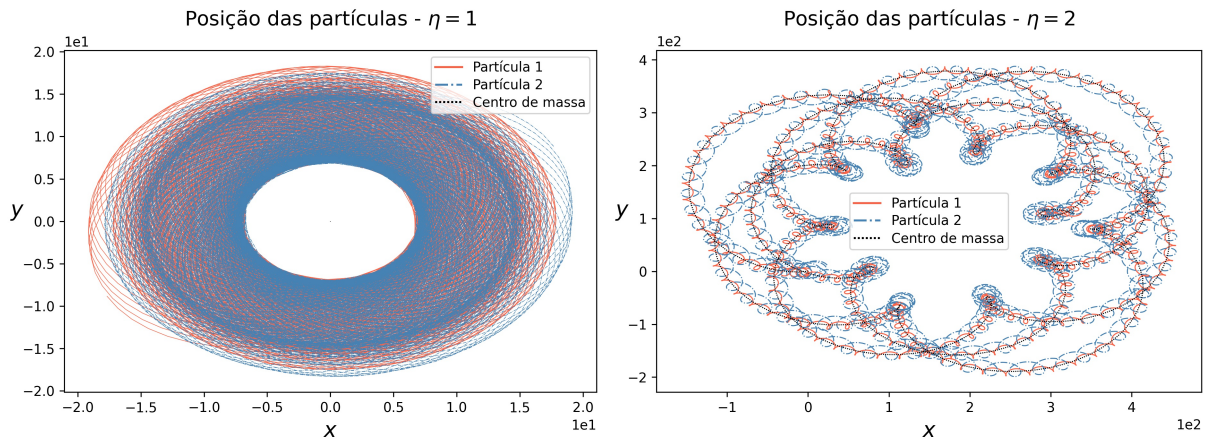 Posição das partículas - η = 1
1e1
2.0
1.5
1.0
0.5
0.0
−0.5
−1.0
−1.5
−2.0
y
Partícula 1
Partícula 2
Centro de massa
−2.0 −1.5 −1.0 −0.5 0.0 0.5 1.0 1.5 2.0
1e1
x
Posição das partículas - η = 2
1e2
4
3
2
1
0
−1
−2
y
Partícula 1
Partícula 2
Centro de massa
−1 0 1 2 3 4
1e2
x